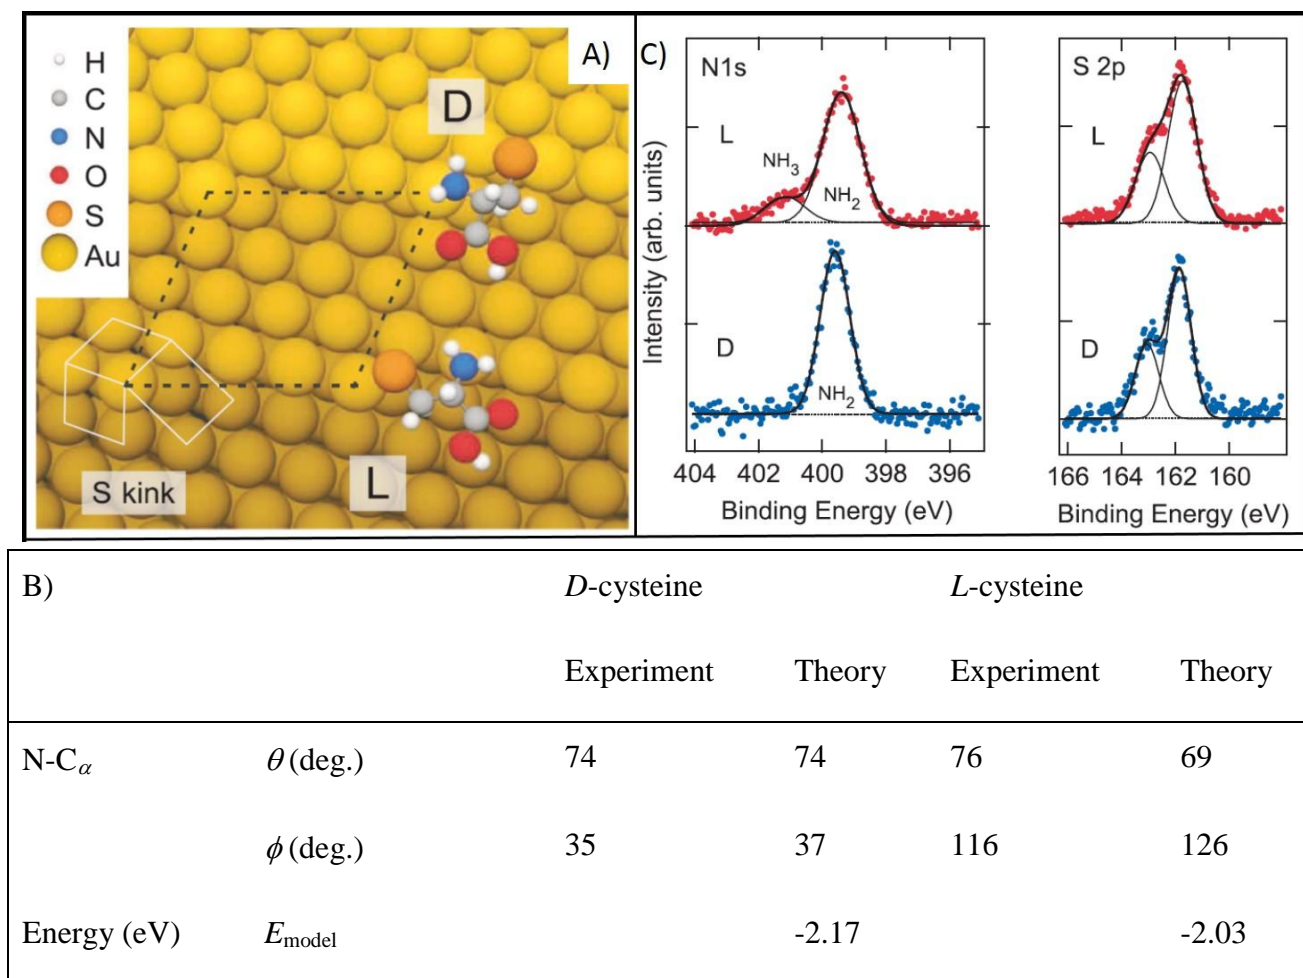 A)
H
C
N
O
S
Au
D
L
S kink
C)
N1s
L
NH3
NH2
D
NH2
Intensity (arb. units)
404 402 400 398 396
Binding Energy (eV)
S 2p
L
D
166 164 162 160
Binding Energy (eV)
B) D-cysteine L-cysteine
Experiment Theory Experiment Theory
N-Cα θ (deg.) 74 74 76 69
ϕ (deg.) 35 37 116 126
Energy (eV) Emodel -2.17 -2.03